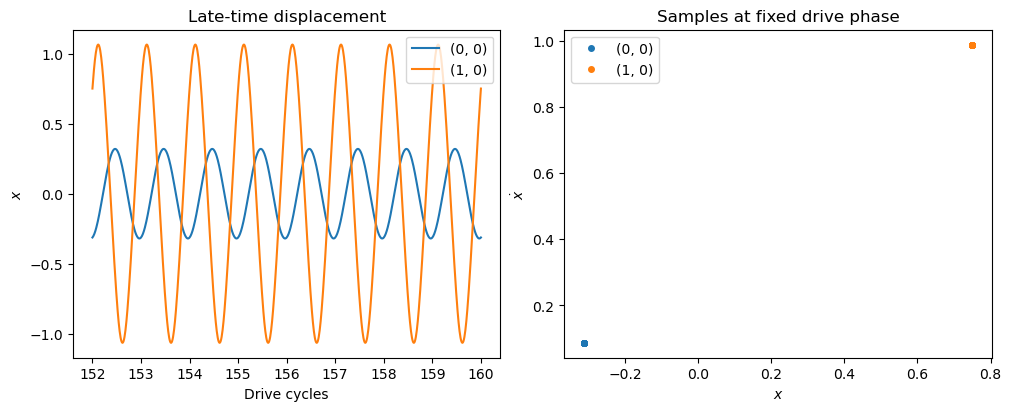 Late-time displacement
(0, 0)
(1, 0)
1.0
0.5
0.0
−0.5
−1.0
x
152 153 154 155 156 157 158 159 160
Drive cycles
Samples at fixed drive phase
(0, 0)
(1, 0)
1.0
0.8
0.6
0.4
0.2
ẋ
−0.2 0.0 0.2 0.4 0.6 0.8
x